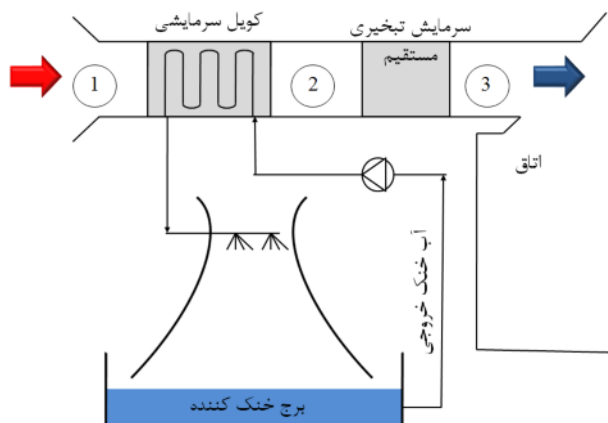 کویل سرمایشی
سرمایش تبخیری
مستقیم
1
2
3
اتاق
آب خنک خروجی
برج خنک کننده